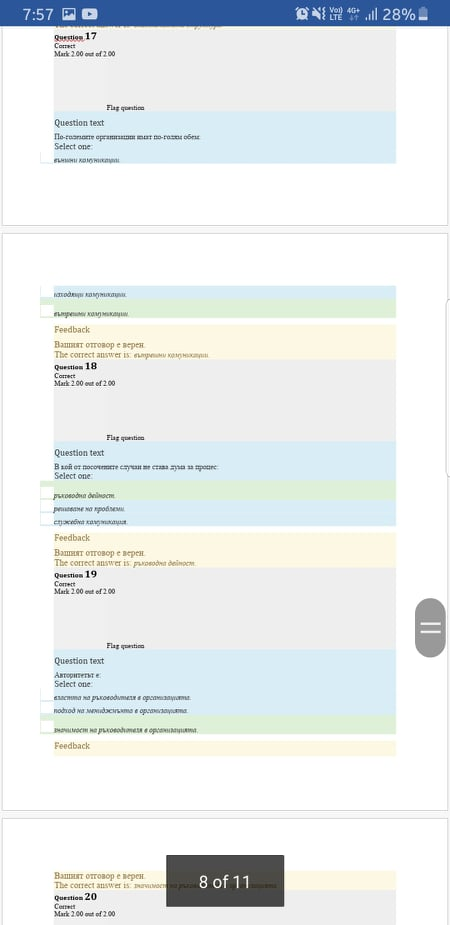 7:57
Vo))
LTE
4G+
28%
Question 17
Correct
Mark 2.00 out of 2.00
Flag question
Question text
По-големите организации имат по-голям обем:
Select one:
външни комуникации.
изходящи комуникации.
вътрешни комуникации.
Feedback
Вашият отговор е верен.
The correct answer is: вътрешни комуникации.
Question 18
Correct
Mark 2.00 out of 2.00
Flag question
Question text
В кой от посочените случаи не става дума за процес:
Select one:
ръководна дейност.
решаване на проблеми.
служебна комуникация.
Feedback
Вашият отговор е верен.
The correct answer is: ръководна дейност.
Question 19
Correct
Mark 2.00 out of 2.00
Flag question
Question text
Авторитетът е:
Select one:
властта на ръководителя в организацията.
подход на мениджмънта в организацията.
значимост на ръководителя в организацията.
Feedback
Вашият отговор е верен.
The correct answer is: значимост на
8 of 11
Question 20
Correct
Mark 2.00 out of 2.00